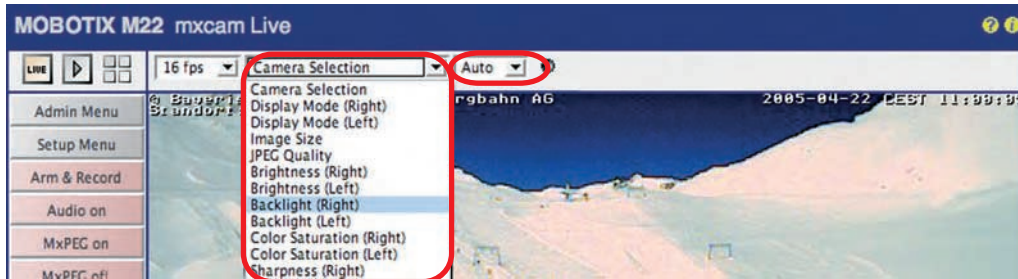 MOBOTIX M22 mxcam Live
LIVE
16 fps
Camera Selection
Auto
Camera Selection
Display Mode (Right)
Display Mode (Left)
Image Size
JPEG Quality
Brightness (Right)
Brightness (Left)
Backlight (Right)
Backlight (Left)
Color Saturation (Right)
Color Saturation (Left)
Sharpness (Right)
Admin Menu
Setup Menu
Arm & Record
Audio on
MxPEG on
MxPEG off
rgbahn AG
2005-04-22 CEST